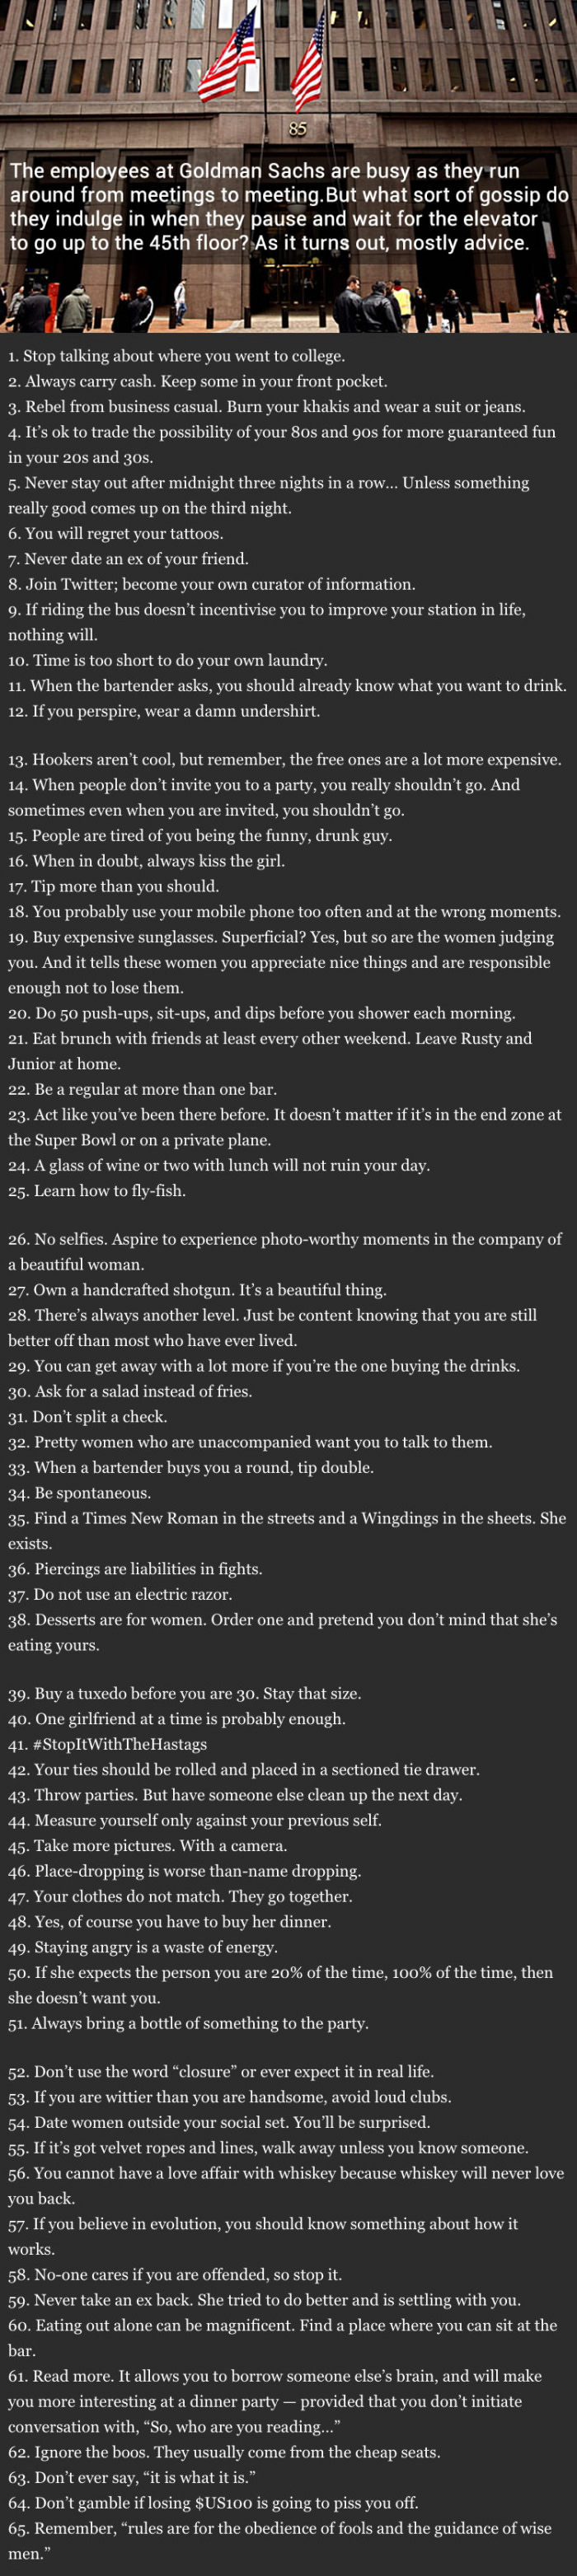 85
The employees at Goldman Sachs are busy as they run
around from meetings to meeting.But what sort of gossip do
they indulge in when they pause and wait for the elevator
to go up to the 45th floor? As it turns out, mostly advice.
1. Stop talking about where you went to college.
2. Always carry cash. Keep some in your front pocket.
3. Rebel from business casual. Burn your khakis and wear a suit or jeans.
4. It’s ok to trade the possibility of your 80s and 90s for more guaranteed fun
in your 20s and 30s.
5. Never stay out after midnight three nights in a row… Unless something
really good comes up on the third night.
6. You will regret your tattoos.
7. Never date an ex of your friend.
8. Join Twitter; become your own curator of information.
9. If riding the bus doesn’t incentivise you to improve your station in life,
nothing will.
10. Time is too short to do your own laundry.
11. When the bartender asks, you should already know what you want to drink.
12. If you perspire, wear a damn undershirt.
13. Hookers aren’t cool, but remember, the free ones are a lot more expensive.
14. When people don’t invite you to a party, you really shouldn’t go. And
sometimes even when you are invited, you shouldn’t go.
15. People are tired of you being the funny, drunk guy.
16. When in doubt, always kiss the girl.
17. Tip more than you should.
18. You probably use your mobile phone too often and at the wrong moments.
19. Buy expensive sunglasses. Superficial? Yes, but so are the women judging
you. And it tells these women you appreciate nice things and are responsible
enough not to lose them.
20. Do 50 push-ups, sit-ups, and dips before you shower each morning.
21. Eat brunch with friends at least every other weekend. Leave Rusty and
Junior at home.
22. Be a regular at more than one bar.
23. Act like you’ve been there before. It doesn’t matter if it’s in the end zone at
the Super Bowl or on a private plane.
24. A glass of wine or two with lunch will not ruin your day.
25. Learn how to fly-fish.
26. No selfies. Aspire to experience photo-worthy moments in the company of
a beautiful woman.
27. Own a handcrafted shotgun. It’s a beautiful thing.
28. There’s always another level. Just be content knowing that you are still
better off than most who have ever lived.
29. You can get away with a lot more if you’re the one buying the drinks.
30. Ask for a salad instead of fries.
31. Don’t split a check.
32. Pretty women who are unaccompanied want you to talk to them.
33. When a bartender buys you a round, tip double.
34. Be spontaneous.
35. Find a Times New Roman in the streets and a Wingdings in the sheets. She
exists.
36. Piercings are liabilities in fights.
37. Do not use an electric razor.
38. Desserts are for women. Order one and pretend you don’t mind that she’s
eating yours.
39. Buy a tuxedo before you are 30. Stay that size.
40. One girlfriend at a time is probably enough.
41. #StopItWithTheHastags
42. Your ties should be rolled and placed in a sectioned tie drawer.
43. Throw parties. But have someone else clean up the next day.
44. Measure yourself only against your previous self.
45. Take more pictures. With a camera.
46. Place-dropping is worse than-name dropping.
47. Your clothes do not match. They go together.
48. Yes, of course you have to buy her dinner.
49. Staying angry is a waste of energy.
50. If she expects the person you are 20% of the time, 100% of the time, then
she doesn’t want you.
51. Always bring a bottle of something to the party.
52. Don’t use the word “closure” or ever expect it in real life.
53. If you are wittier than you are handsome, avoid loud clubs.
54. Date women outside your social set. You’ll be surprised.
55. If it’s got velvet ropes and lines, walk away unless you know someone.
56. You cannot have a love affair with whiskey because whiskey will never love
you back.
57. If you believe in evolution, you should know something about how it
works.
58. No-one cares if you are offended, so stop it.
59. Never take an ex back. She tried to do better and is settling with you.
60. Eating out alone can be magnificent. Find a place where you can sit at the
bar.
61. Read more. It allows you to borrow someone else’s brain, and will make
you more interesting at a dinner party — provided that you don’t initiate
conversation with, “So, who are you reading…”
62. Ignore the boos. They usually come from the cheap seats.
63. Don’t ever say, “it is what it is.”
64. Don’t gamble if losing $US100 is going to piss you off.
65. Remember, “rules are for the obedience of fools and the guidance of wise
men.”